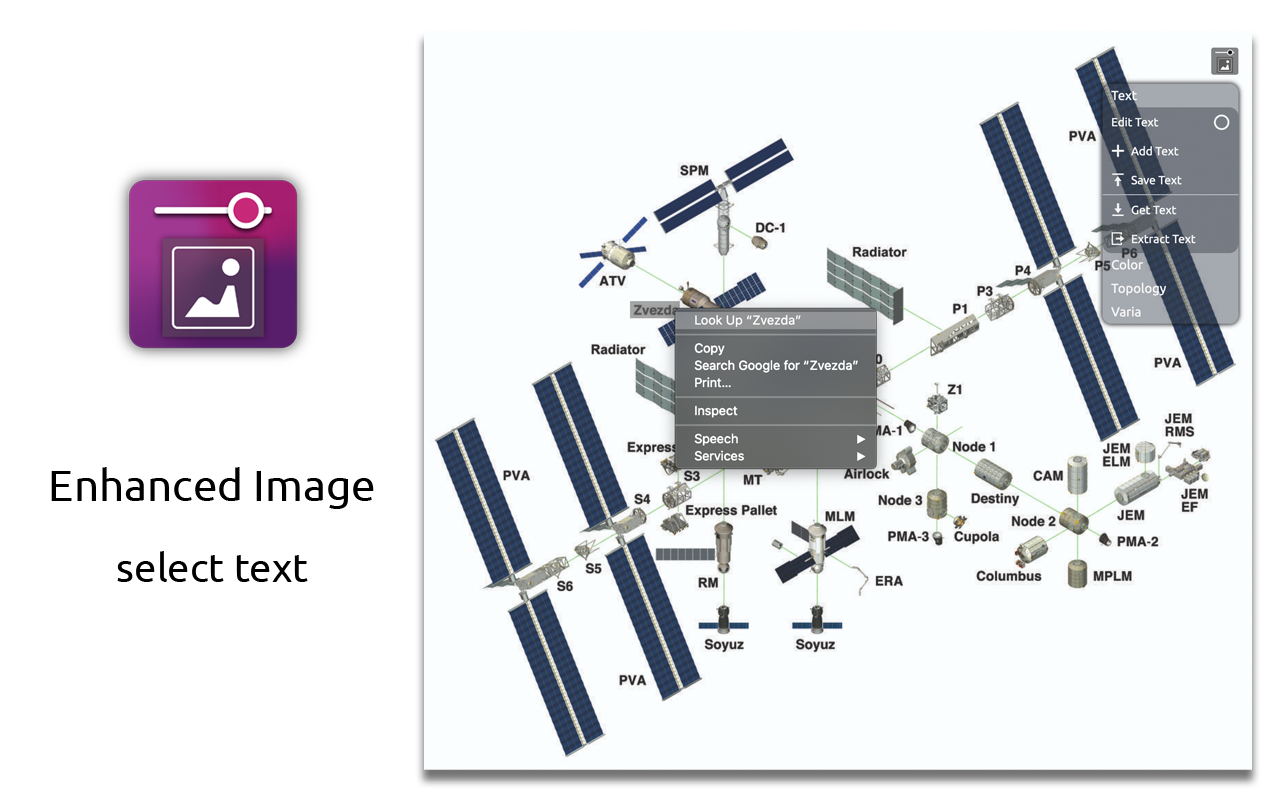 Enhanced Image
select text
Text
Edit Text
Add Text
Save Text
Get Text
Extract Text
Color
Topology
Varia
PVA
SPM
DC-1
ATV
Radiator
P6
P5
P4
P3
P1
Zvezda
Look Up “Zvezda”
Copy
Search Google for “Zvezda”
Print...
Inspect
Speech
Services
Radiator
PVA
Z1
Node 1
JEM
RMS
JEM
ELM
CAM
Airlock
Destiny
JEM
EF
JEM
S3
MT
PVA
S4
Express Pallet
MLM
Node 3
Node 2
PMA-3
Cupola
PMA-2
Columbus
MPLM
S5
S6
RM
ERA
Soyuz
Soyuz
PVA